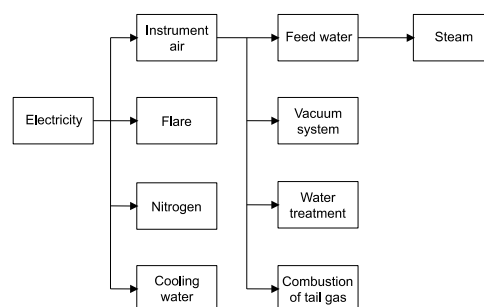 Instrument
air
Feed water
Steam
Electricity
Flare
Vacuum
system
Nitrogen
Water
treatment
Cooling
water
Combustion
of tail gas